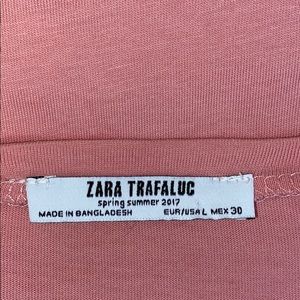 ZARA TRAFALUC
spring summer 2017
MADE IN BANGLADESH EUR/USA L MEX 30